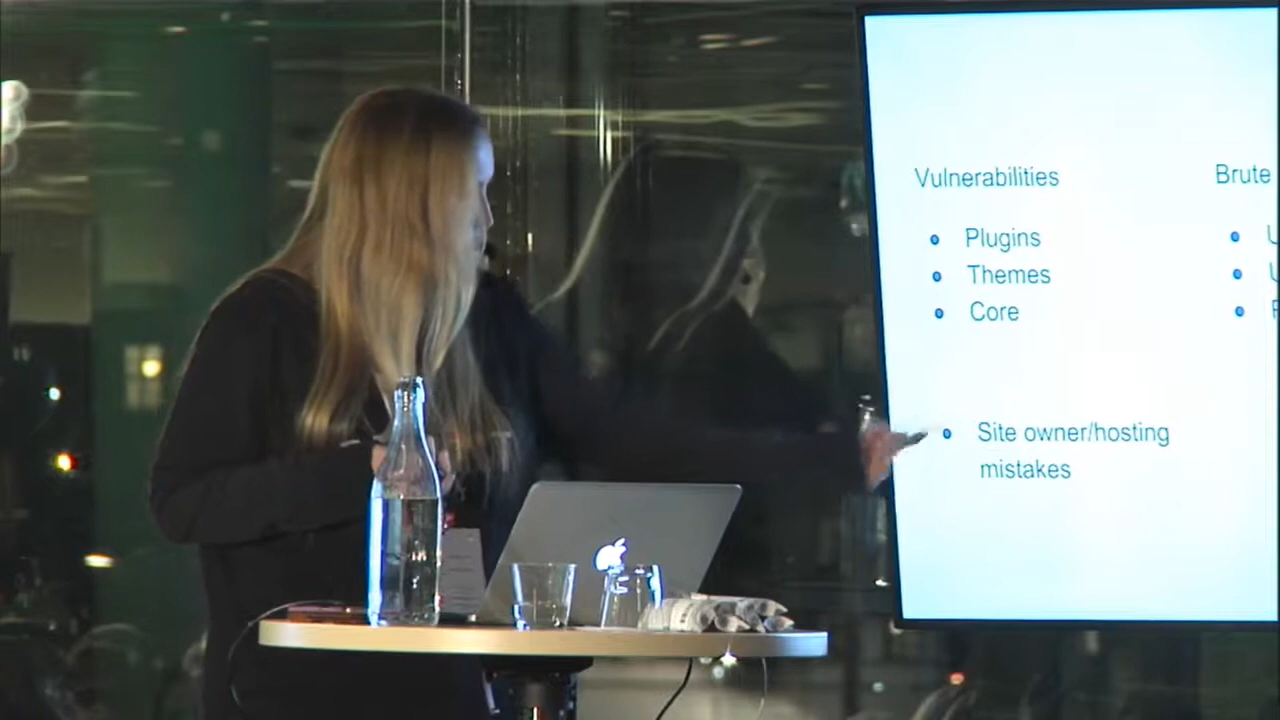 Vulnerabilities
Plugins
Themes
Core
Site owner/hosting
mistakes
Brute